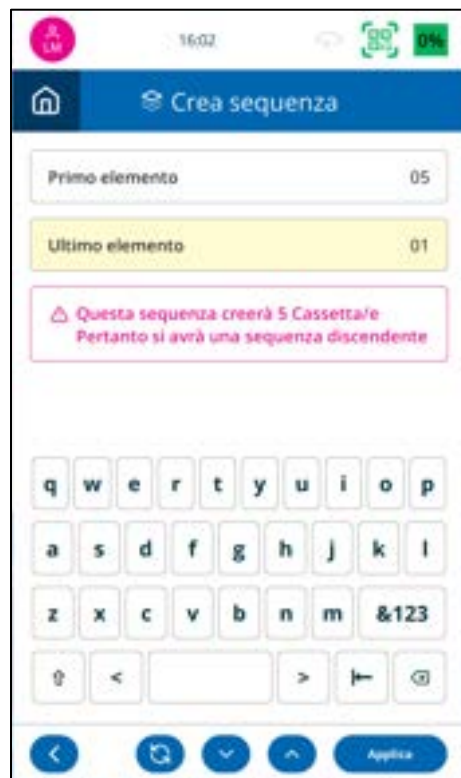 LM 16:02 0%
Crea sequenza
Primo elemento 05
Ultimo elemento 01
Questa sequenza creerà 5 Cassetta/e
Pertanto si avrà una sequenza discendente
q w e r t y u i o p
a s d f g h j k l
z x c v b n m &123
< >
Applica